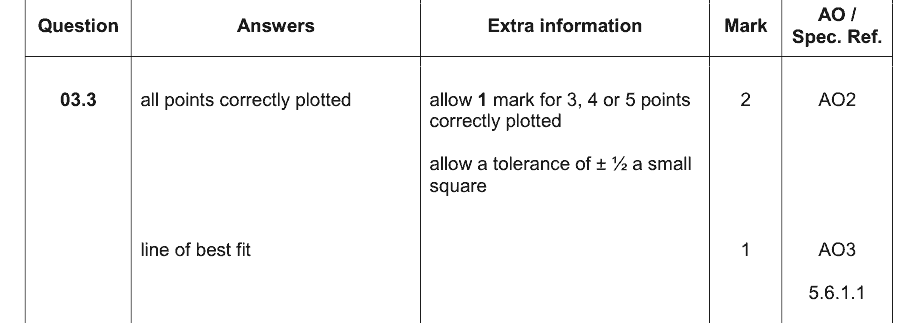 Question Answers Extra information Mark AO /
Spec. Ref.
03.3 all points correctly plotted allow 1 mark for 3, 4 or 5 points 2 AO2
correctly plotted
allow a tolerance of ± ½ a small
square
line of best fit 1 AO3
5.6.1.1